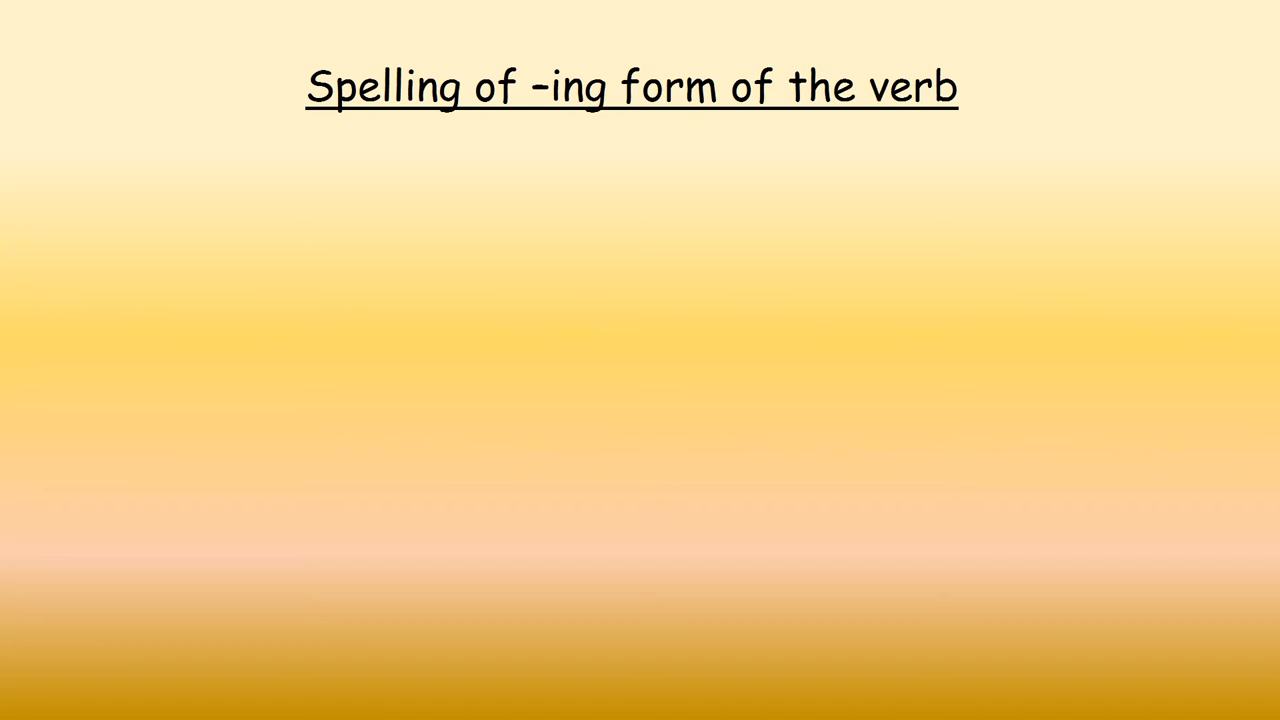 Spelling of –ing form of the verb